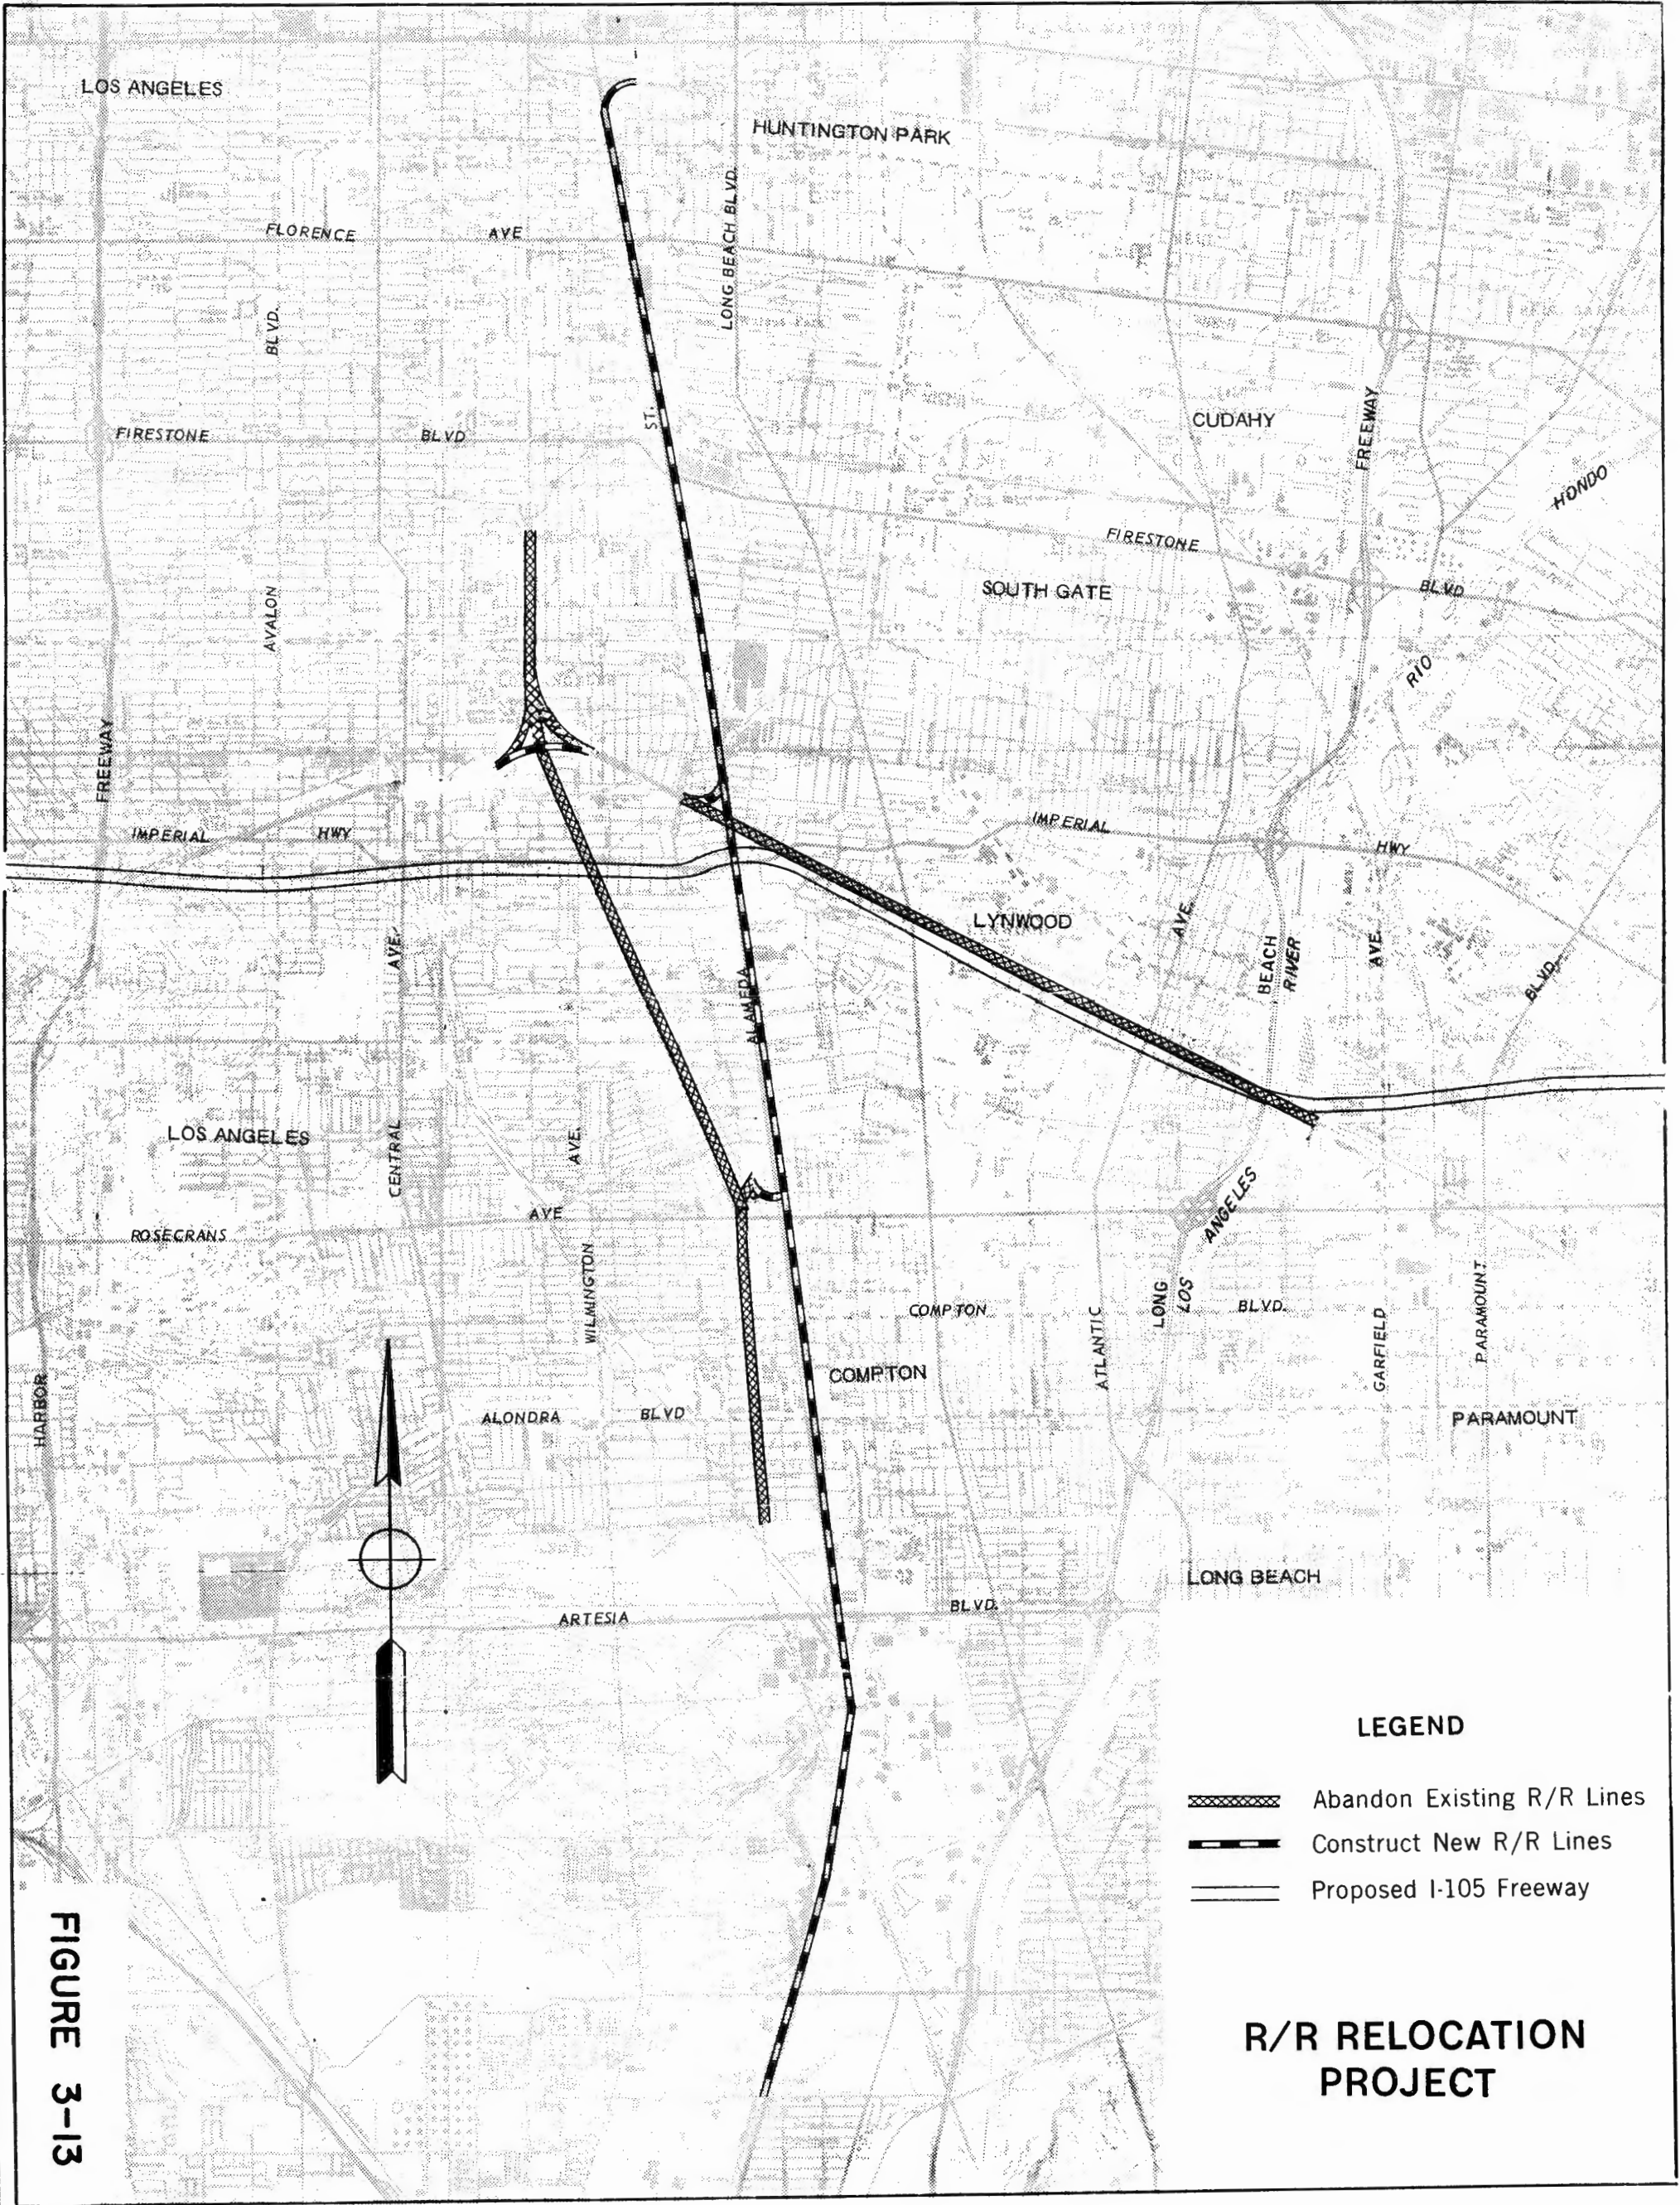 LOS ANGELES
HUNTINGTON PARK
LONG BEACH BLVD.
FLORENCE
AVE
BLVD.
ST.
CUDAHY
FREEWAY
FIRESTONE
BLVD
HONDO
FIRESTONE
SOUTH GATE
BLVD
AVALON
RIO
FREEWAY
IMPERIAL
HWY
IMPERIAL
HWY
LYNWOOD
AVE.
AVE.
BEACH
RIVER
AVE.
BLVD.
ALAMEDA
LOS ANGELES
CENTRAL
AVE.
AVE
ROSECRANS
ANGELES
WILMINGTON
COMPTON
LONG
LOS
BLVD.
ATLANTIC
GARFIELD
PARAMOUNT
COMPTON
HARBOR
ALONDRA
BLVD
PARAMOUNT
LONG BEACH
ARTESIA
BLVD.
LEGEND
Abandon Existing R/R Lines
Construct New R/R Lines
Proposed I-105 Freeway
R/R RELOCATION
PROJECT
FIGURE 3-13